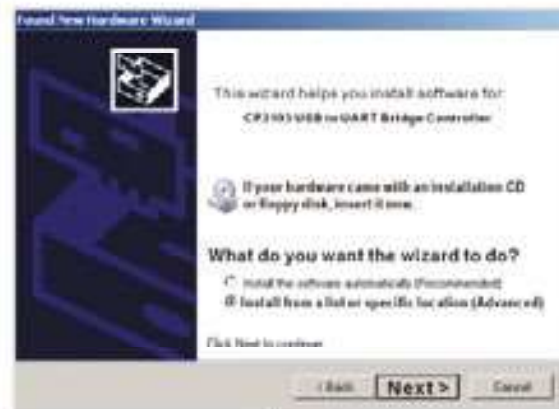 Found New Hardware Wizard
This wizard helps you install software for:
CP2103 USB to UART Bridge Controller
If your hardware came with an installation CD
or floppy disk, insert it now.
What do you want the wizard to do?
Install the software automatically (Recommended)
Install from a list or specific location (Advanced)
Click Next to continue.
< Back Next > Cancel